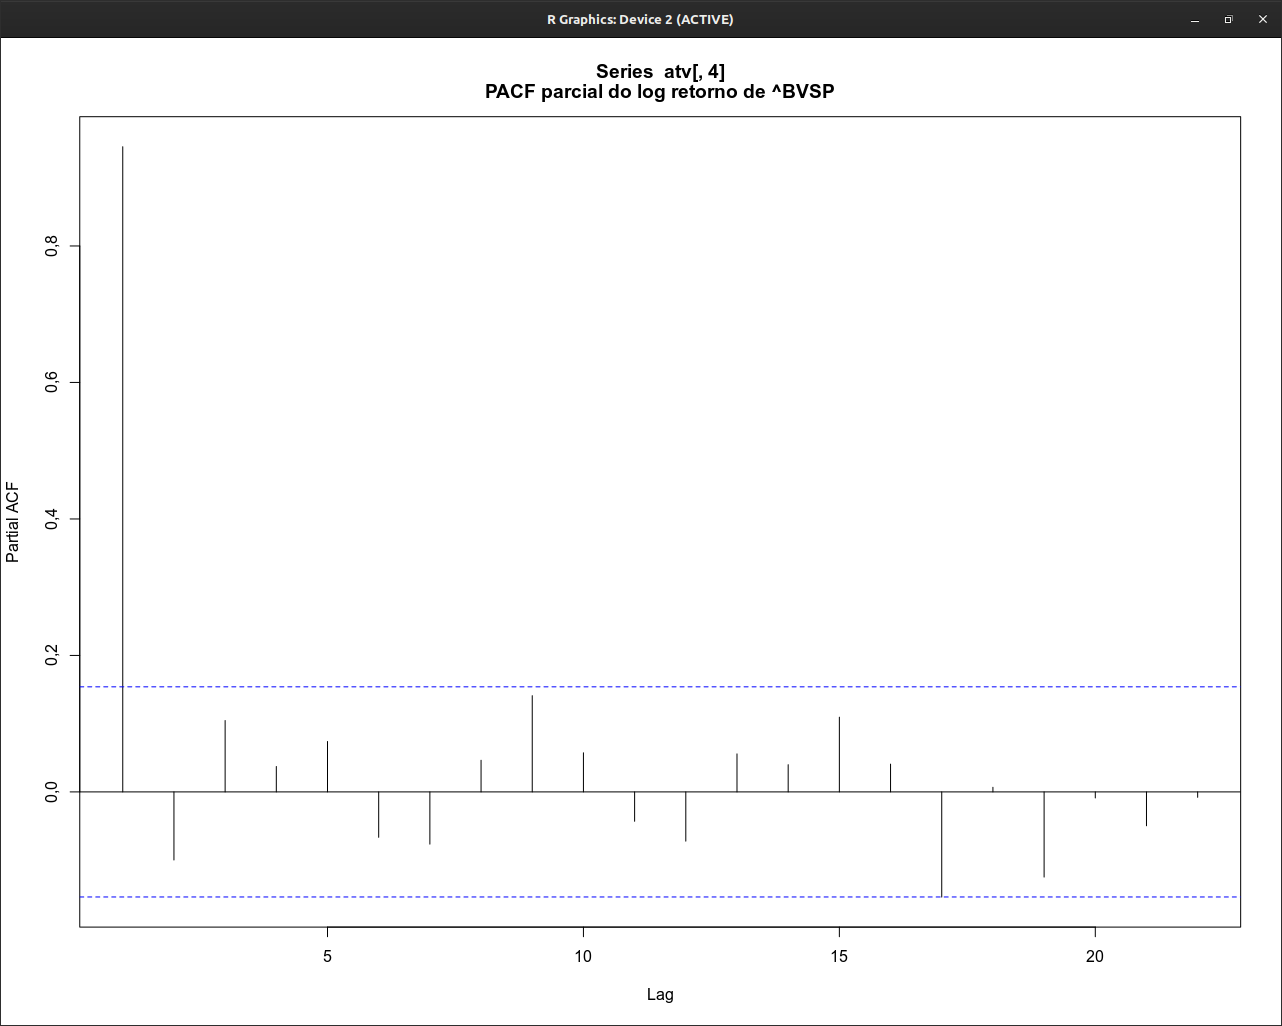 R Graphics: Device 2 (ACTIVE)
Series  atv[, 4]
PACF parcial do log retorno de ^BVSP
Partial ACF
0,8
0,6
0,4
0,2
0,0
5
10
15
20
Lag